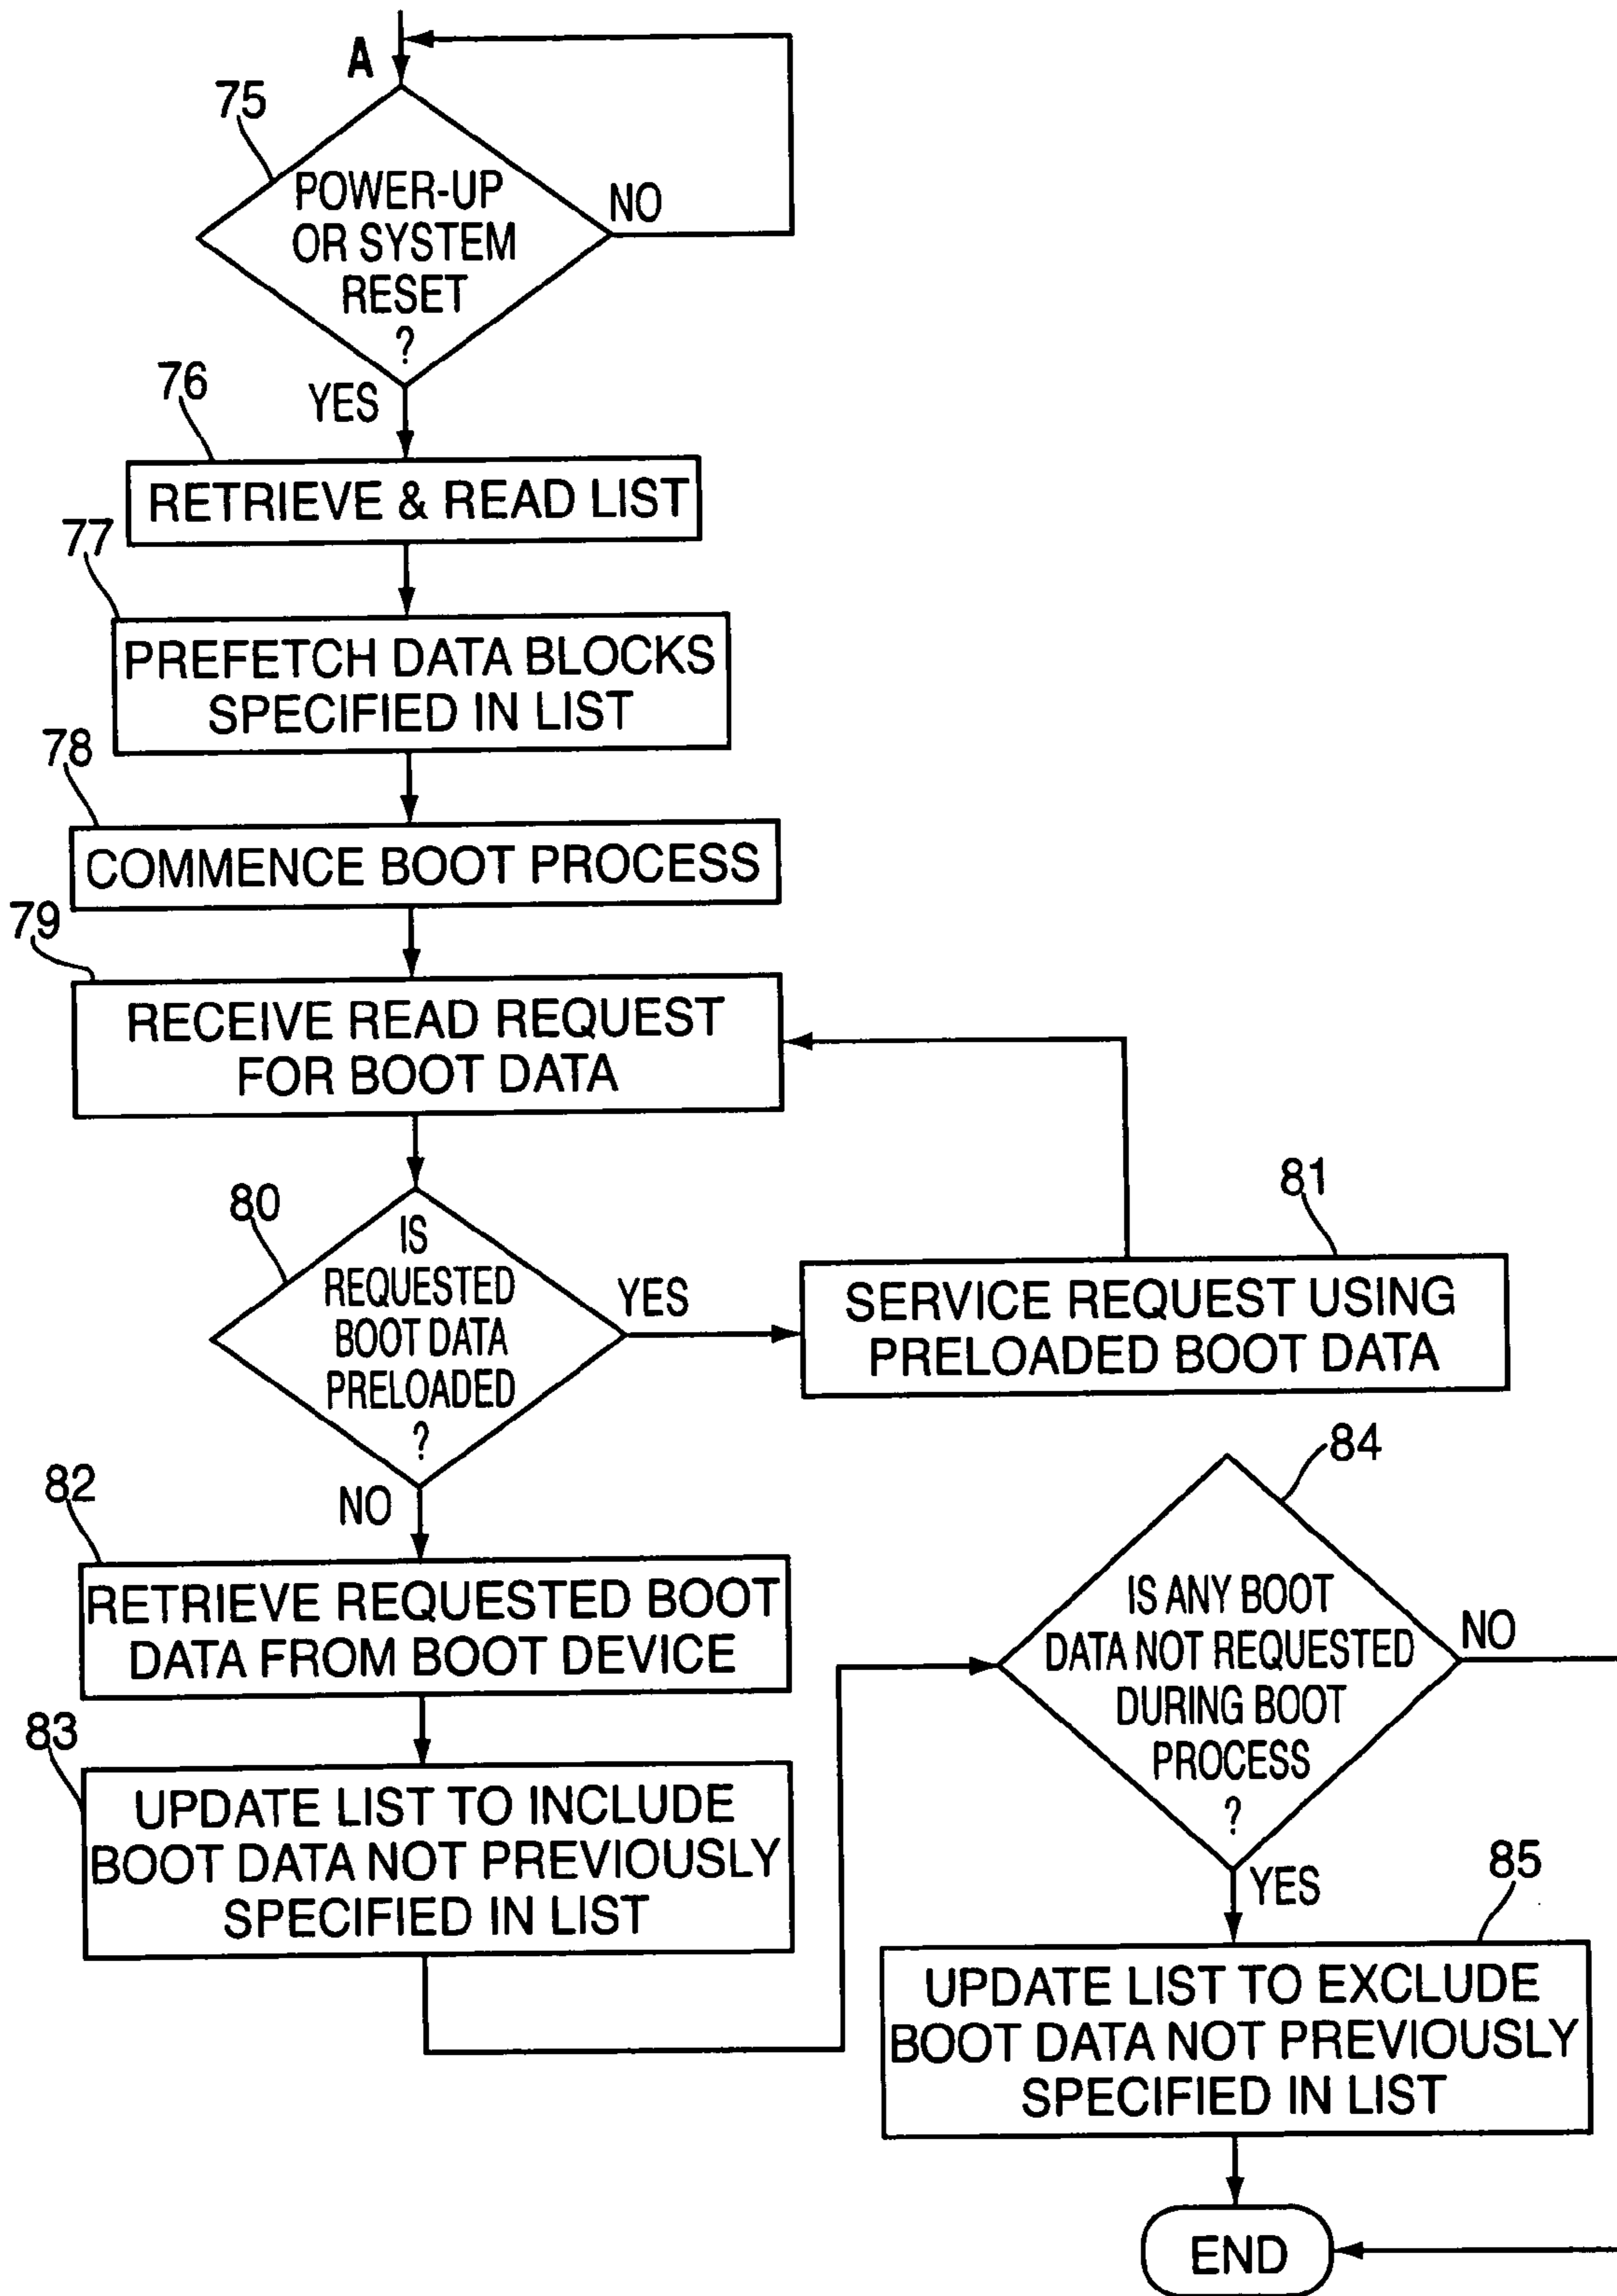 A
75
POWER-UP
OR SYSTEM
RESET
?
NO
YES
76
RETRIEVE & READ LIST
77
PREFETCH DATA BLOCKS
SPECIFIED IN LIST
78
COMMENCE BOOT PROCESS
79
RECEIVE READ REQUEST
FOR BOOT DATA
80
IS
REQUESTED
BOOT DATA
PRELOADED
?
YES
81
SERVICE REQUEST USING
PRELOADED BOOT DATA
NO
82
RETRIEVE REQUESTED BOOT
DATA FROM BOOT DEVICE
83
UPDATE LIST TO INCLUDE
BOOT DATA NOT PREVIOUSLY
SPECIFIED IN LIST
84
IS ANY BOOT
DATA NOT REQUESTED
DURING BOOT
PROCESS
?
NO
YES
85
UPDATE LIST TO EXCLUDE
BOOT DATA NOT PREVIOUSLY
SPECIFIED IN LIST
END